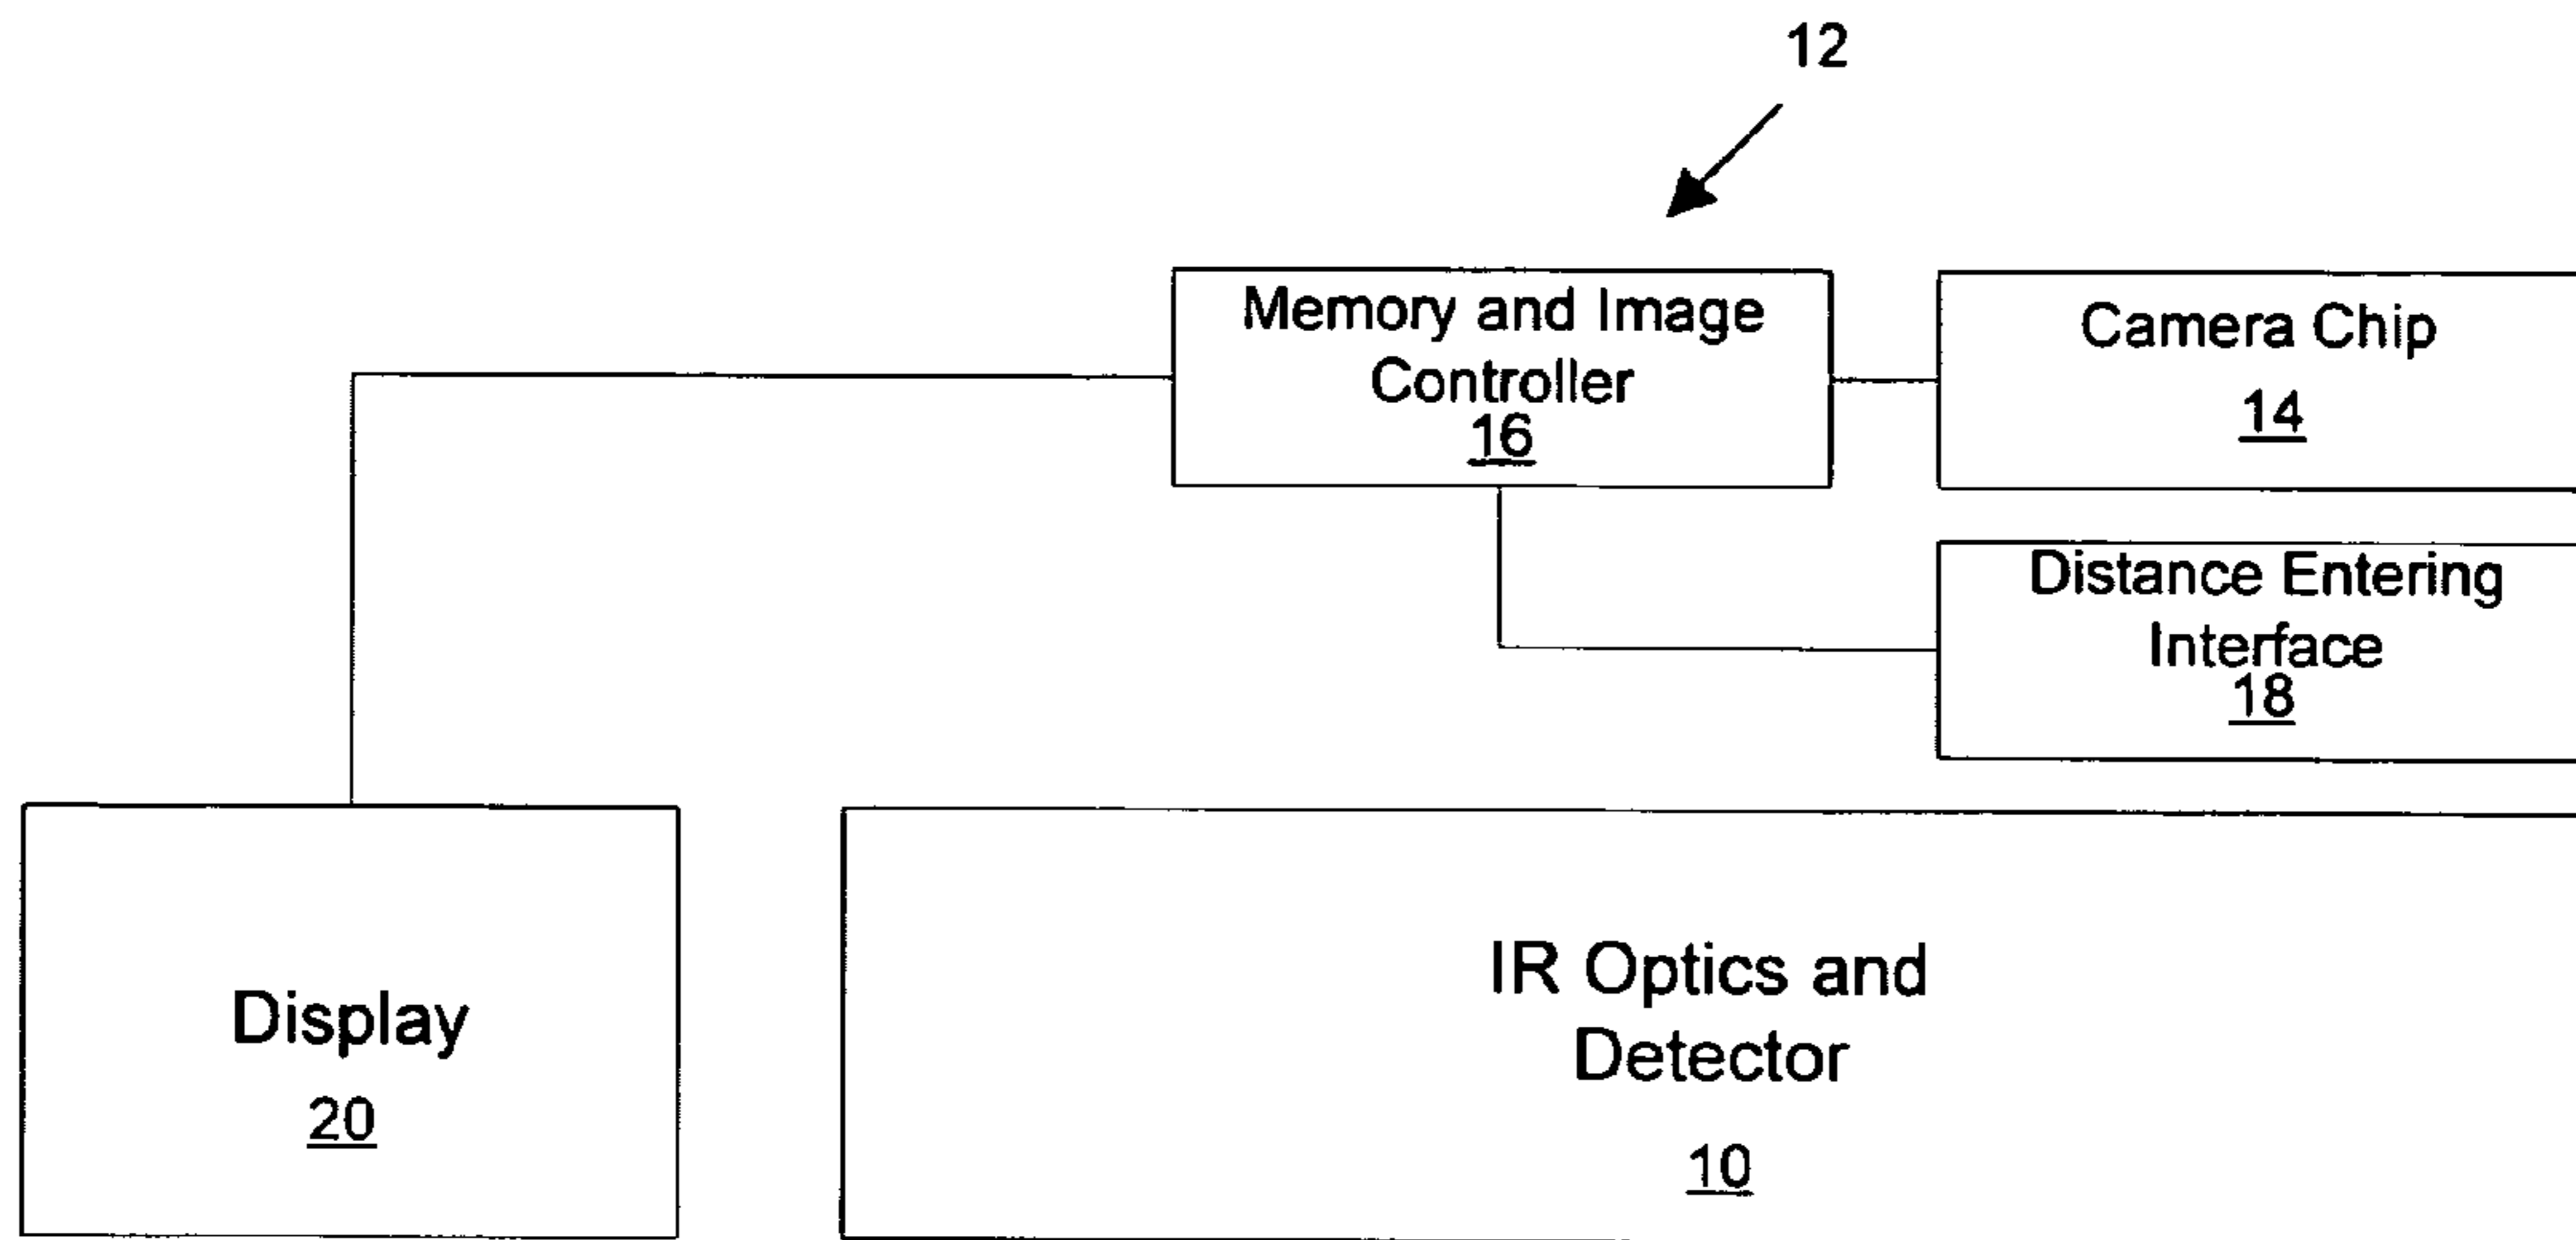 12
Memory and Image
Controller
16
Camera Chip
14
Distance Entering
Interface
18
Display
20
IR Optics and
Detector
10